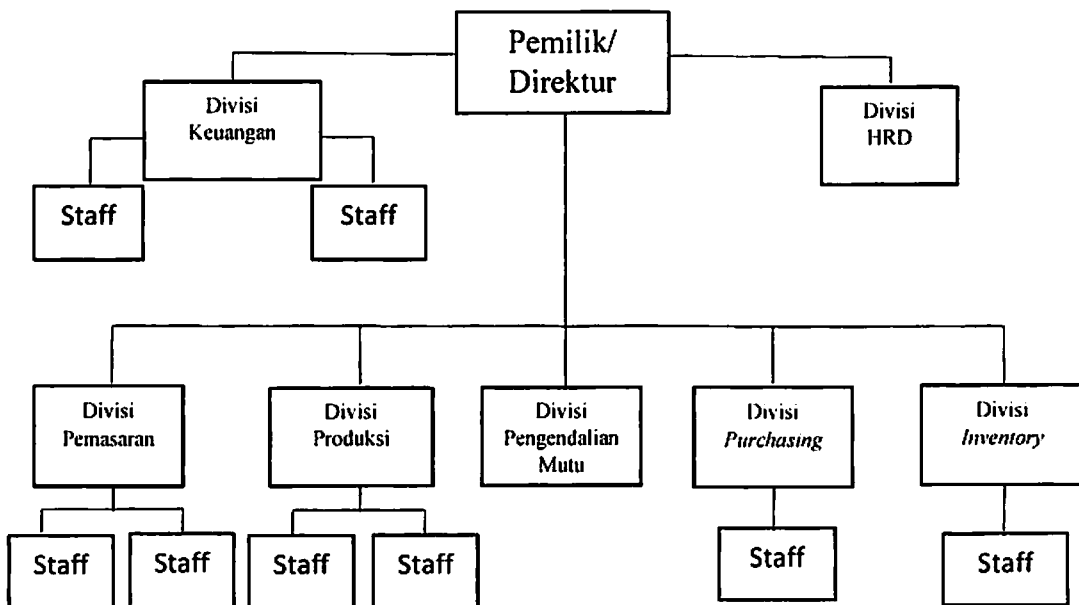 Pemilik/
Direktur
Divisi
Keuangan
Divisi
HRD
Staff
Staff
Divisi
Pemasaran
Divisi
Produksi
Divisi
Pengendalian
Mutu
Divisi
Purchasing
Divisi
Inventory
Staff
Staff
Staff
Staff
Staff
Staff